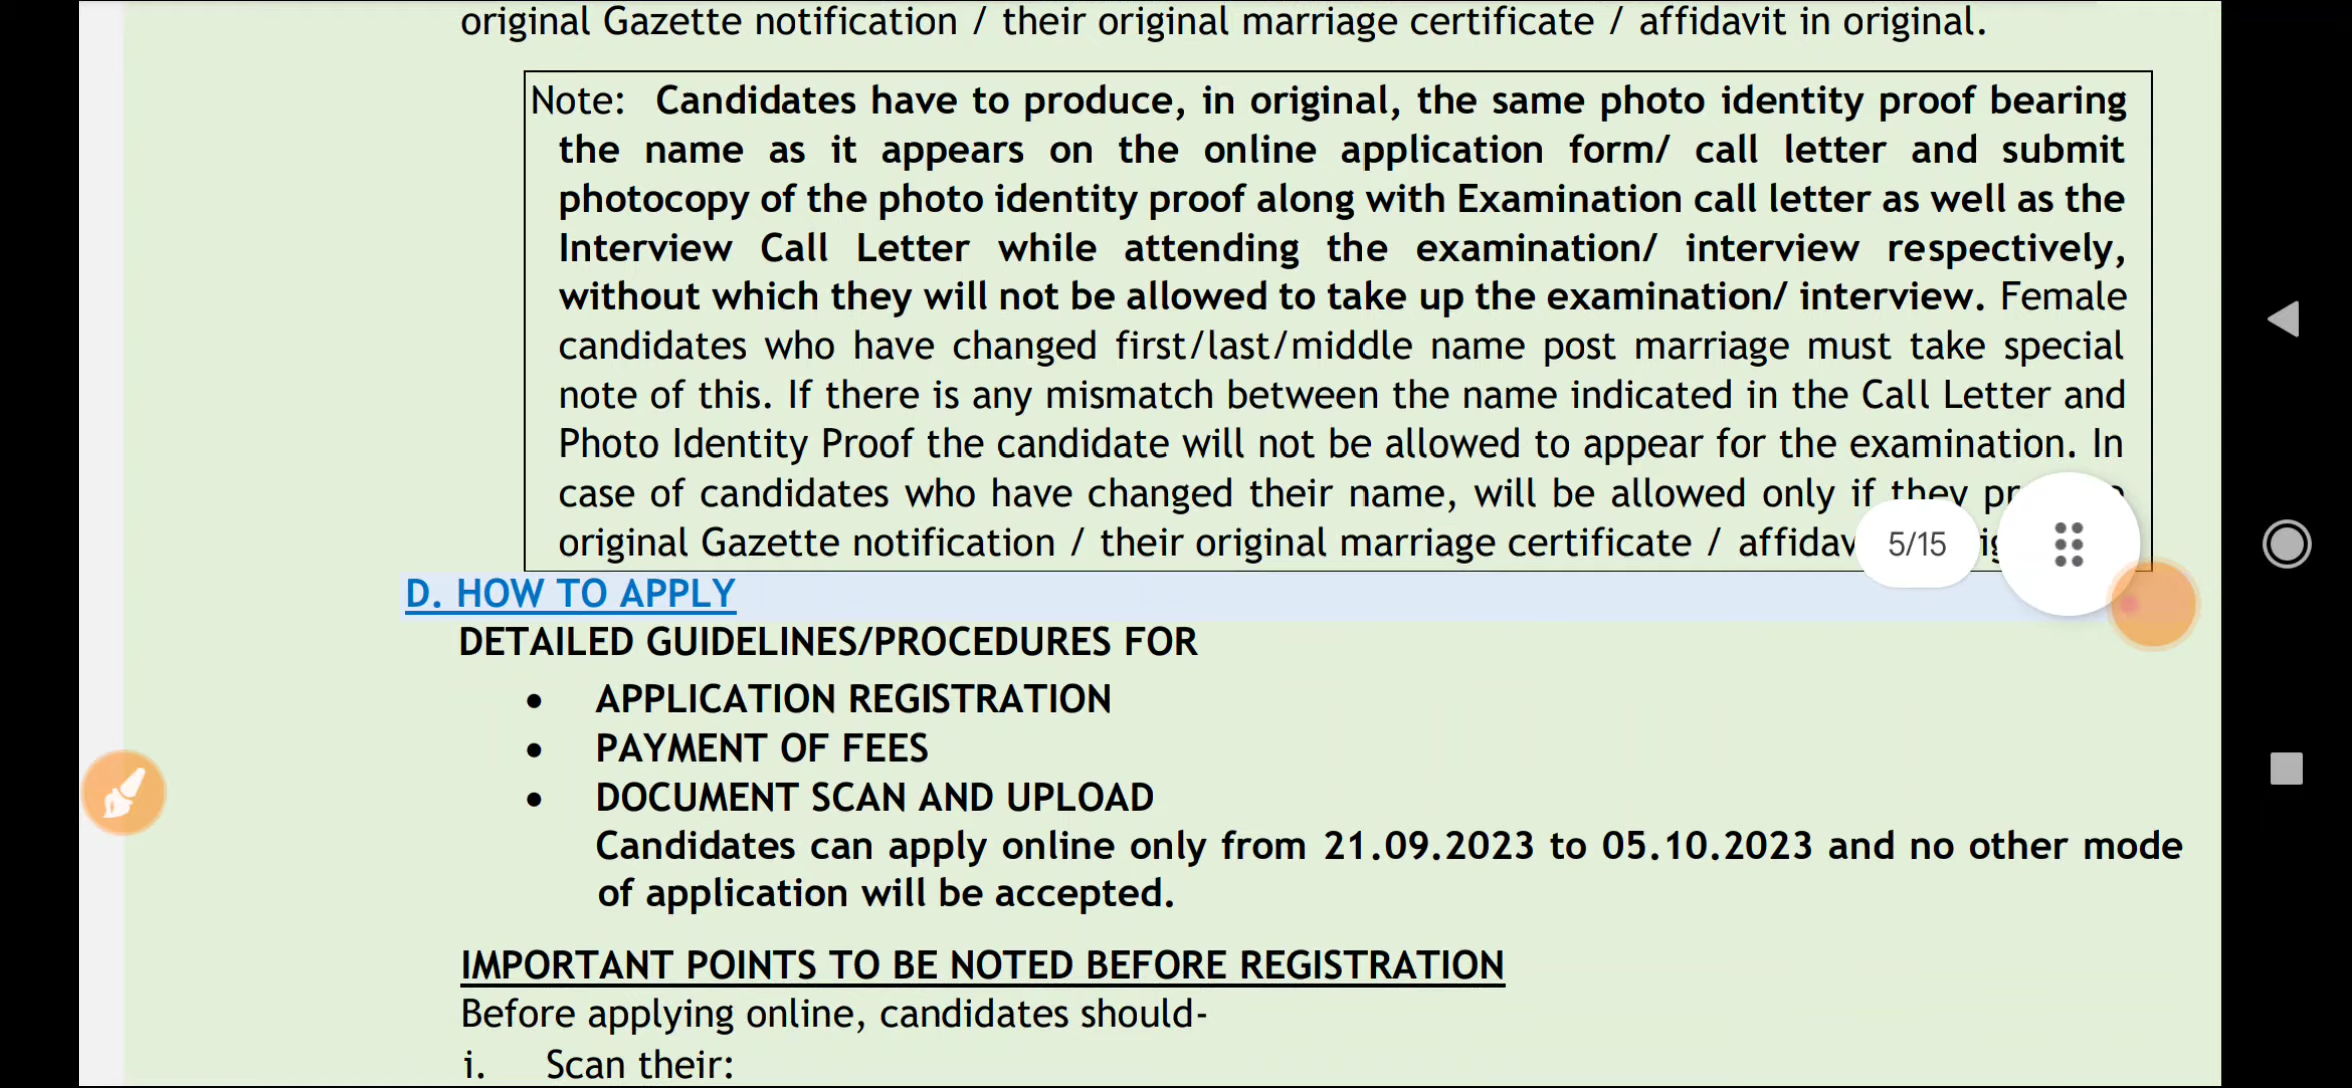 original Gazette notification / their original marriage certificate / affidavit in original.
Note: Candidates have to produce, in original, the same photo identity proof bearing
the name as it appears on the online application form/ call letter and submit
photocopy of the photo identity proof along with Examination call letter as well as the
Interview Call Letter while attending the examination/ interview respectively,
without which they will not be allowed to take up the examination/ interview. Female
candidates who have changed first/last/middle name post marriage must take special
note of this. If there is any mismatch between the name indicated in the Call Letter and
Photo Identity Proof the candidate will not be allowed to appear for the examination. In
case of candidates who have changed their name, will be allowed only if they
original Gazette notification / their original marriage certificate /
5/15
D. HOW TO APPLY
DETAILED GUIDELINES/PROCEDURES FOR
• APPLICATION REGISTRATION
• PAYMENT OF FEES
• DOCUMENT SCAN AND UPLOAD
Candidates can apply online only from 21.09.2023 to 05.10.2023 and no other mode
of application will be accepted.
IMPORTANT POINTS TO BE NOTED BEFORE REGISTRATION
Before applying online, candidates should-
i. Scan their: